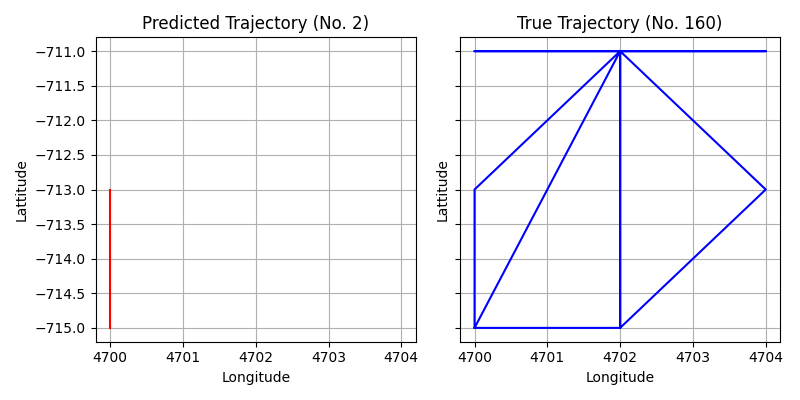 Predicted Trajectory (No. 2)
True Trajectory (No. 160)
Lattitude
−711.0
−711.5
−712.0
−712.5
−713.0
−713.5
−714.0
−714.5
−715.0
4700 4701 4702 4703 4704
Longitude
Lattitude
4700 4701 4702 4703 4704
Longitude